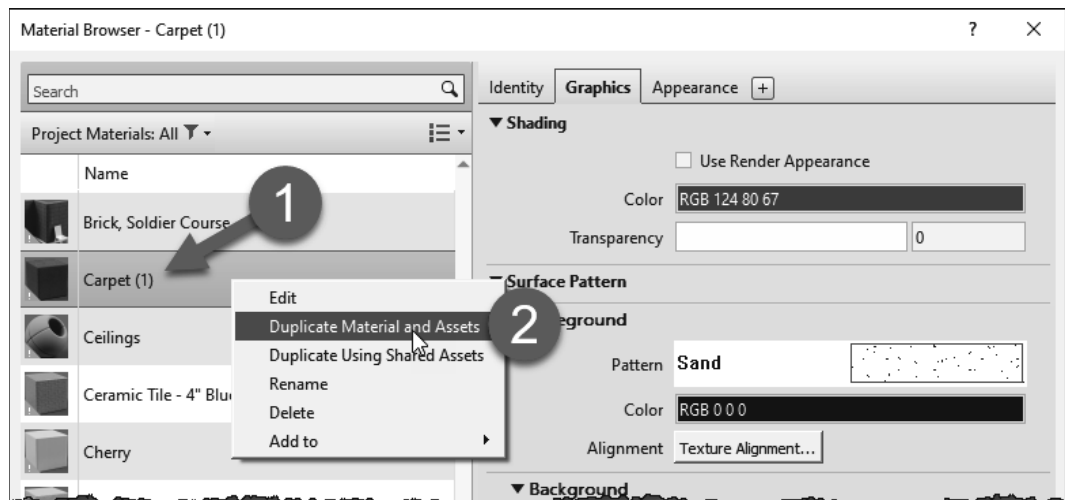 Material Browser - Carpet (1) ? ×
Search
Project Materials: All
Name
Brick, Soldier Course
1
Carpet (1)
Ceilings
Ceramic Tile - 4" Blu
Cherry
Edit
Duplicate Material and Assets
2
Duplicate Using Shared Assets
Rename
Delete
Add to
Identity Graphics Appearance +
Shading
Use Render Appearance
Color RGB 124 80 67
Transparency 0
Surface Pattern
eground
Pattern Sand
Color RGB 0 0 0
Alignment Texture Alignment...
Background